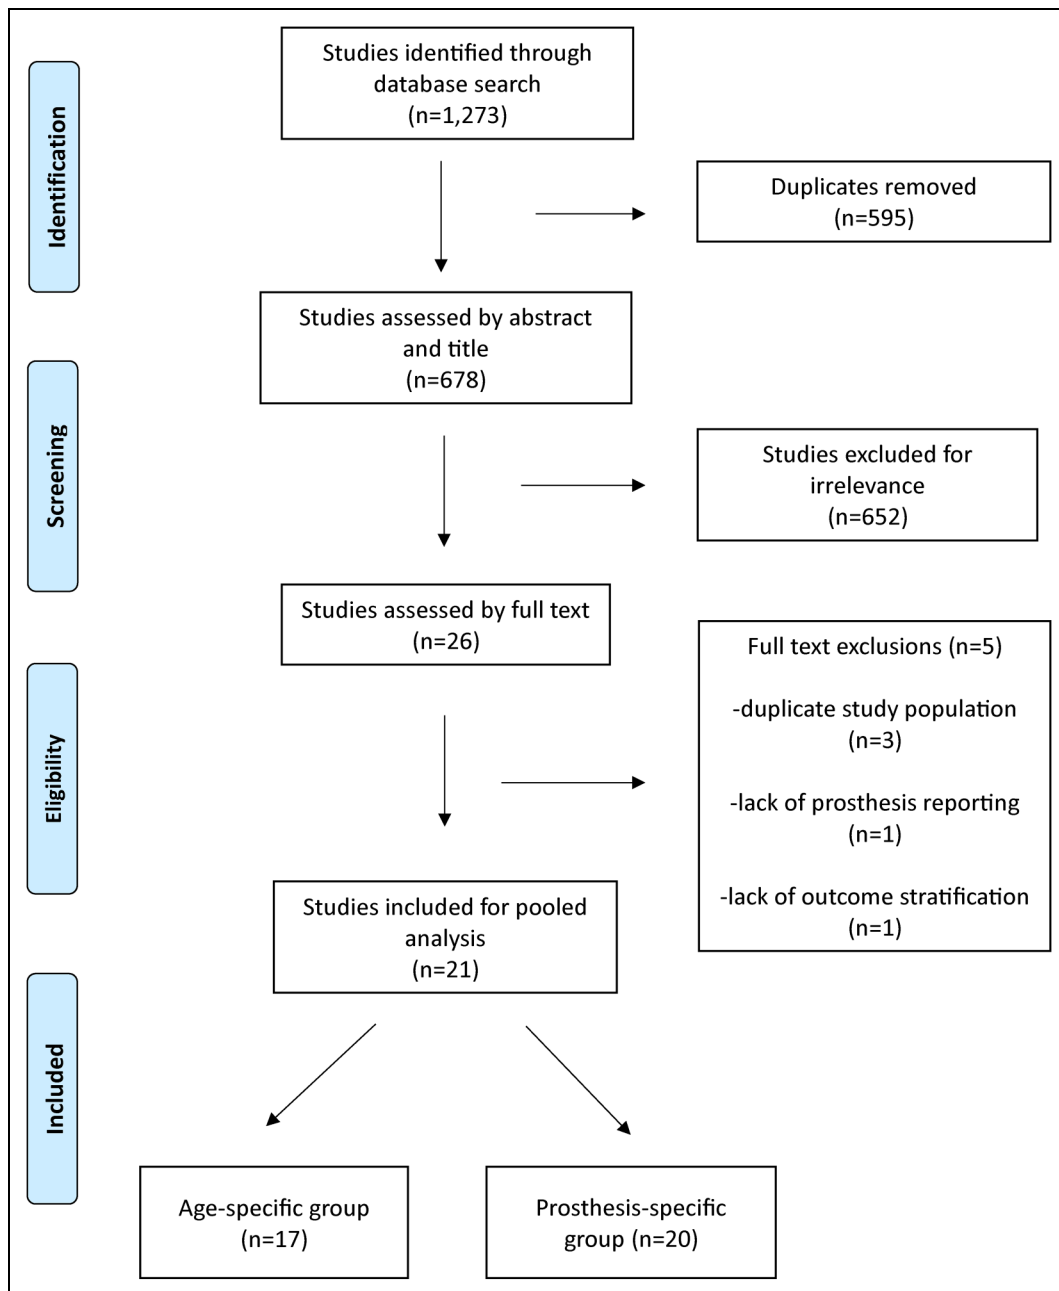 Studies identified through
database search
(n=1,273)
Identification
Duplicates removed
(n=595)
Studies assessed by abstract
and title
(n=678)
Screening
Studies excluded for
irrelevance
(n=652)
Studies assessed by full text
(n=26)
Eligibility
Full text exclusions (n=5)
-duplicate study population
(n=3)
-lack of prosthesis reporting
(n=1)
-lack of outcome stratification
(n=1)
Studies included for pooled
analysis
(n=21)
Included
Age-specific group
(n=17)
Prosthesis-specific
group (n=20)